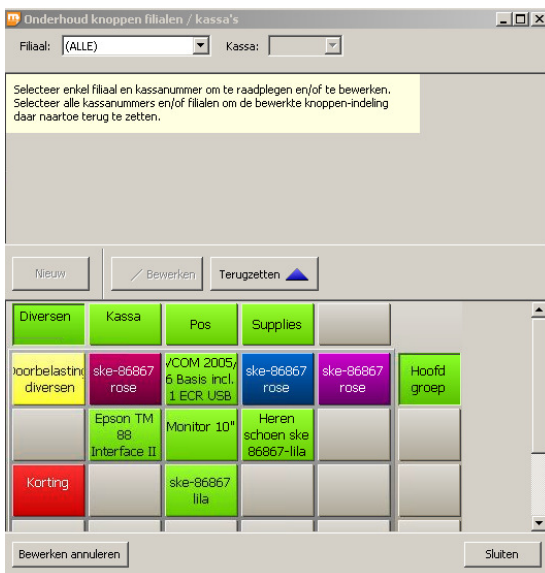 Onderhoud knoppen filialen / kassa's
Filiaal: (ALLE) Kassa:
Selecteer enkel filiaal en kassanummer om te raadplegen en/of te bewerken.
Selecteer alle kassanummers en/of filialen om de bewerkte knoppen-indeling
daar naartoe terug te zetten.
Nieuw Bewerken Terugzetten
Diversen Kassa Pos Supplies
oorbelasting
diversen
ske-86867
rose
VCOM 2005/
6 Basis incl.
1 ECR USB
ske-86867
rose
ske-86867
rose
Hoofd
groep
Epson TM
88
Interface II
Monitor 10"
Heren
schoen ske
86867-lila
Korting
ske-86867
lila
Bewerken annuleren Sluiten